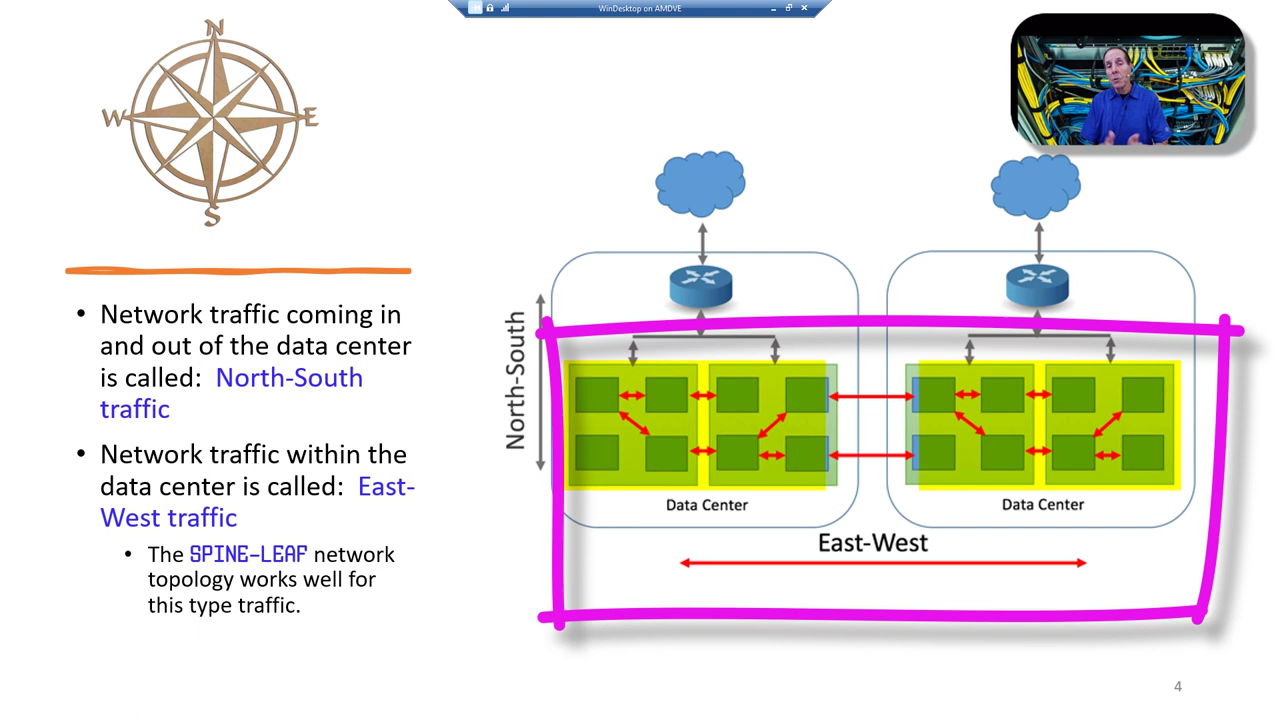 WinDesktop on AMDVE
N
W
E
S
Network traffic coming in
and out of the data center
is called: North-South
traffic
Network traffic within the
data center is called: East-
West traffic
The SPINE-LEAF network
topology works well for
this type traffic.
North-South
Data Center
Data Center
East-West
4